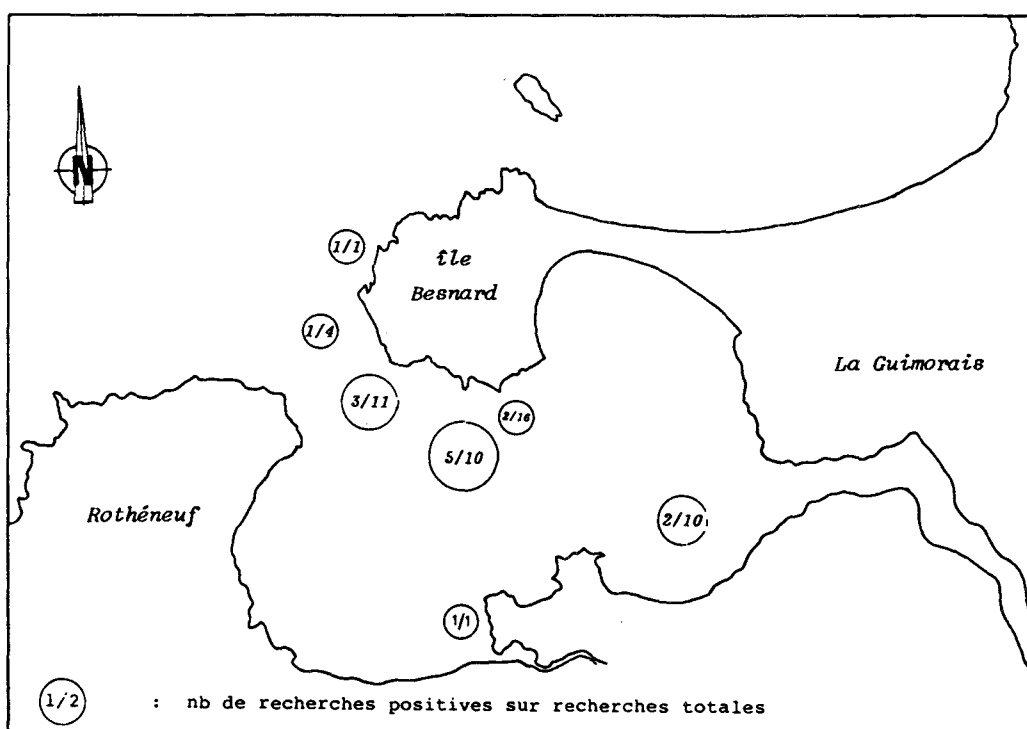 N
1/1
île
Besnard
1/4
La Guimorais
3/11
2/16
5/10
Rothéneuf
2/10
1/1
1/2 : nb de recherches positives sur recherches totales